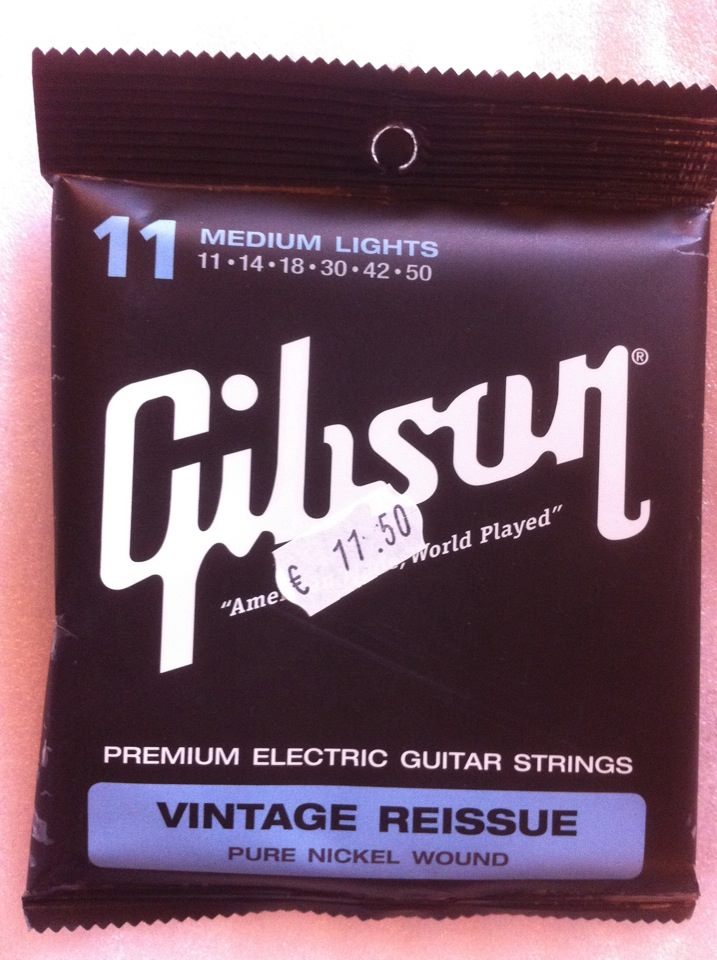 11 MEDIUM LIGHTS
11•14•18•30•42•50
Gibson®
€ 11.50
World Played"
PREMIUM ELECTRIC GUITAR STRINGS
VINTAGE REISSUE
PURE NICKEL WOUND